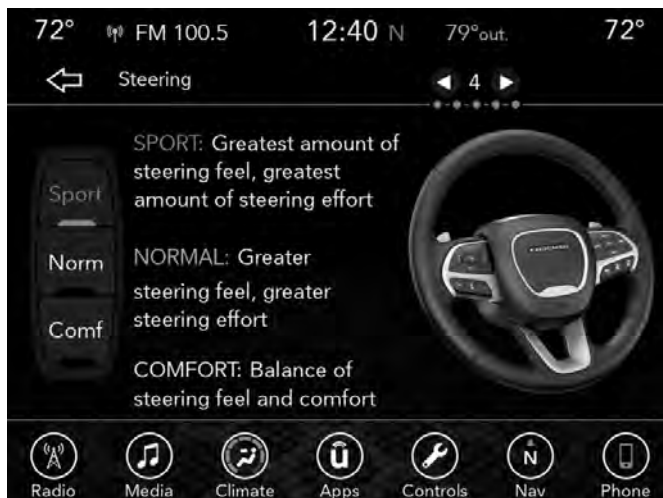 72° FM 100.5 12:40 N 79°out. 72°
Steering 4
SPORT: Greatest amount of
steering feel, greatest
amount of steering effort
Sport
Norm
Comf
NORMAL: Greater
steering feel, greater
steering effort
COMFORT: Balance of
steering feel and comfort
N
Radio Media Climate Apps Controls Nav Phone